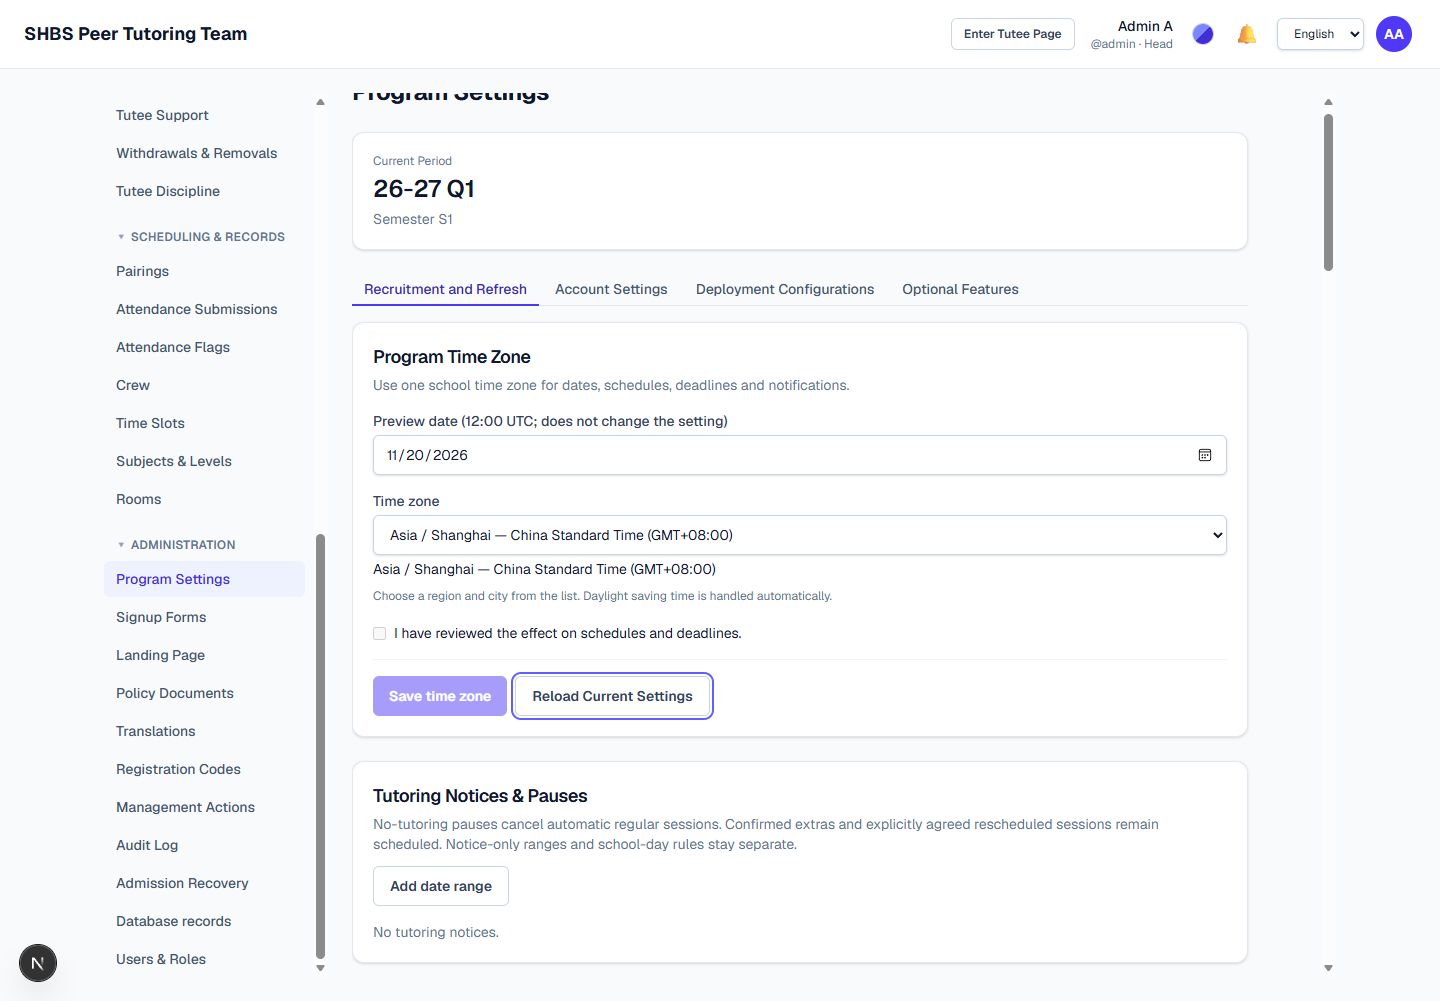 SHBS Peer Tutoring Team
Enter Tutee Page
Admin A
@admin · Head
English
AA
Tutee Support
Withdrawals & Removals
Tutee Discipline
SCHEDULING & RECORDS
Pairings
Attendance Submissions
Attendance Flags
Crew
Time Slots
Subjects & Levels
Rooms
ADMINISTRATION
Program Settings
Signup Forms
Landing Page
Policy Documents
Translations
Registration Codes
Management Actions
Audit Log
Admission Recovery
Database records
Users & Roles
N
Program Settings
Current Period
26-27 Q1
Semester S1
Recruitment and Refresh
Account Settings
Deployment Configurations
Optional Features
Program Time Zone
Use one school time zone for dates, schedules, deadlines and notifications.
Preview date (12:00 UTC; does not change the setting)
11/20/2026
Time zone
Asia / Shanghai — China Standard Time (GMT+08:00)
Asia / Shanghai — China Standard Time (GMT+08:00)
Choose a region and city from the list. Daylight saving time is handled automatically.
I have reviewed the effect on schedules and deadlines.
Save time zone
Reload Current Settings
Tutoring Notices & Pauses
No-tutoring pauses cancel automatic regular sessions. Confirmed extras and explicitly agreed rescheduled sessions remain
scheduled. Notice-only ranges and school-day rules stay separate.
Add date range
No tutoring notices.